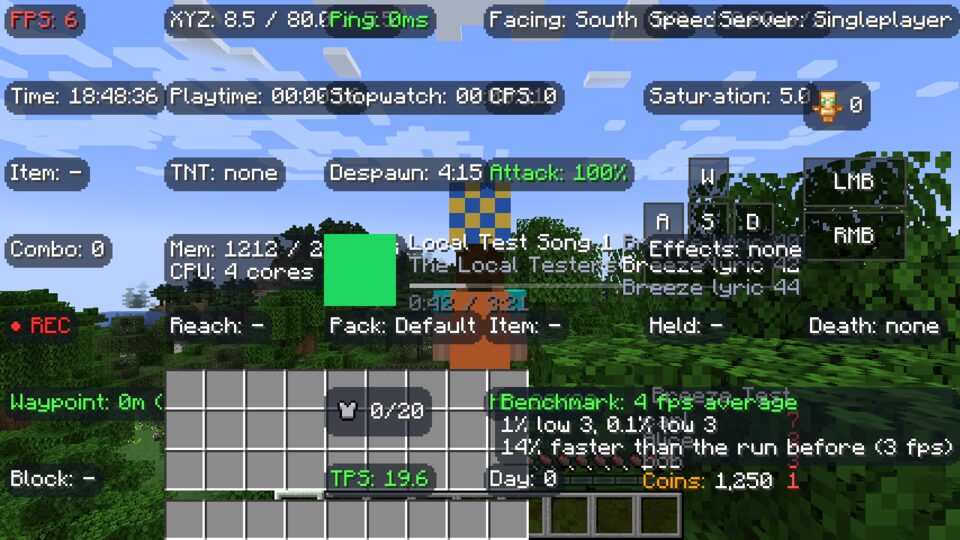 FPS: 6
XYZ: 8.5 / 80.
Ping: 0ms
Facing: South
Speed
Server: Singleplayer
Time: 18:48:36
Playtime: 00:00
Stopwatch: 00
CPS: 0
Saturation: 5.0
0
Item: -
TNT: none
Despawn: 4:15
Attack: 100%
W
LMB
A S D
RMB
Combo: 0
Mem: 1212 / 2
CPU: 4 cores
Local Test Song 1
The Local Testers
0:42 / 3:21
Effects: none
Breeze lyric 43
Breeze lyric 44
● REC
Reach: -
Pack: Default
Item: -
Held: -
Death: none
Waypoint: 0m (
0/20
Breeze Test
Benchmark: 4 fps average
1% low 3, 0.1% low 3
14% faster than the run before (3 fps)
Block: -
TPS: 19.6
Day: 0
Coins: 1,250 1